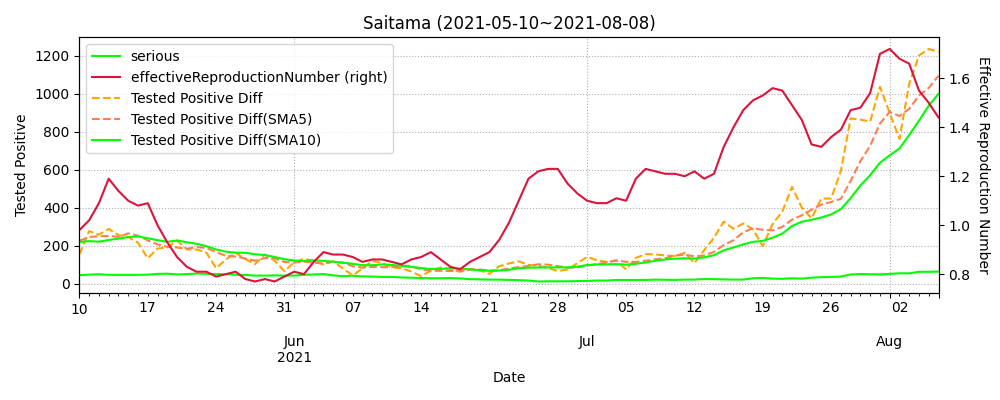 Saitama (2021-05-10~2021-08-08)
serious
effectiveReproductionNumber (right)
Tested Positive Diff
Tested Positive Diff(SMA5)
Tested Positive Diff(SMA10)
Tested Positive
1200
1000
800
600
400
200
0
Effective Reproduction Number
1.6
1.4
1.2
1.0
0.8
10 17 24 31 07 14 21 28 05 12 19 26 02
Jun Jul Aug
2021
Date